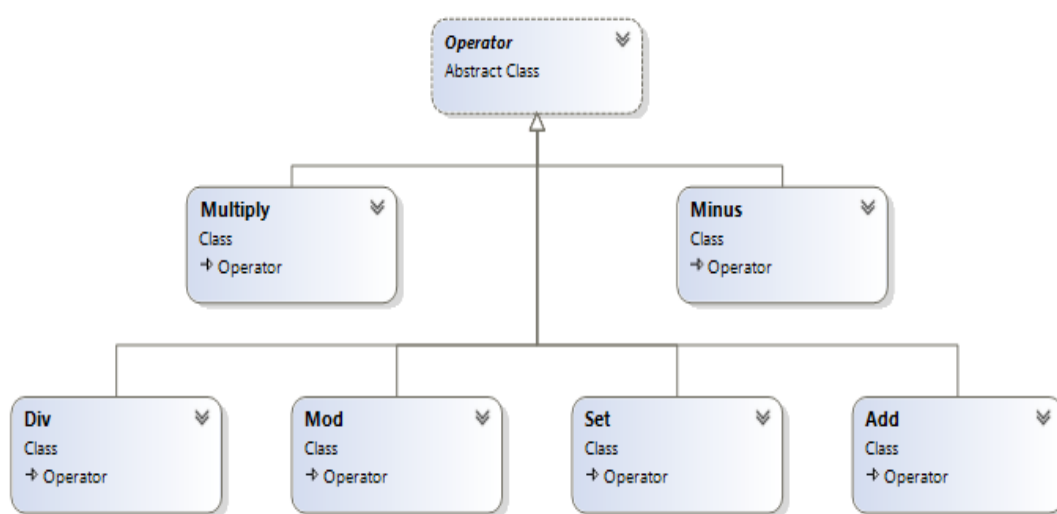 Operator
Abstract Class
Multiply
Class
Operator
Minus
Class
Operator
Div
Class
Operator
Mod
Class
Operator
Set
Class
Operator
Add
Class
Operator